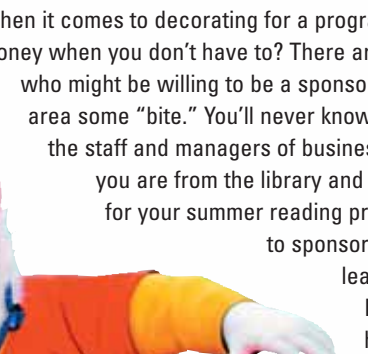 hen it comes to decorating for a progra
oney when you don’t have to? There ar
who might be willing to be a sponso
area some “bite.” You’ll never know
the staff and managers of busines
you are from the library and
for your summer reading pr
to sponsor
lea